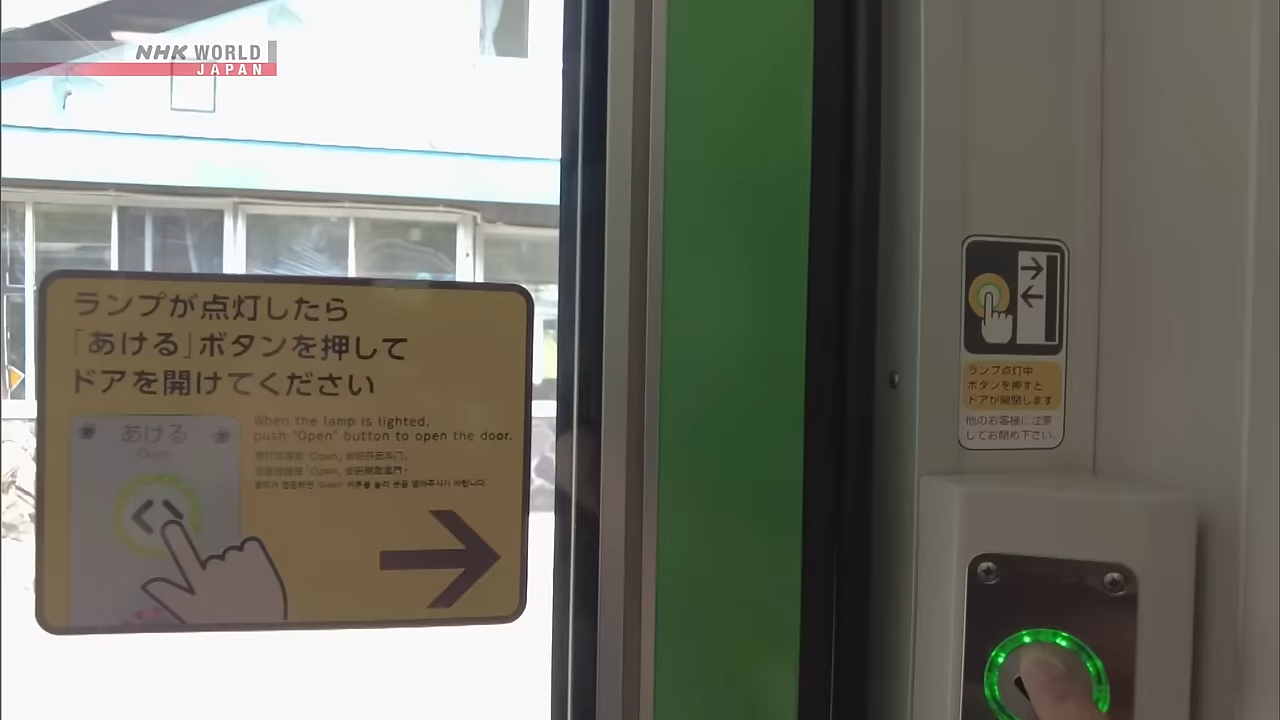 NHK WORLD
JAPAN
ランプが点灯したら
「あける」ボタンを押して
ドアを開けてください
あける
Open
When the lamp is lighted,
push "Open" button to open the door.
ランプ点灯中
ボタンを押すと
ドアが開閉します
他のお客様に注意
してお閉め下さい。